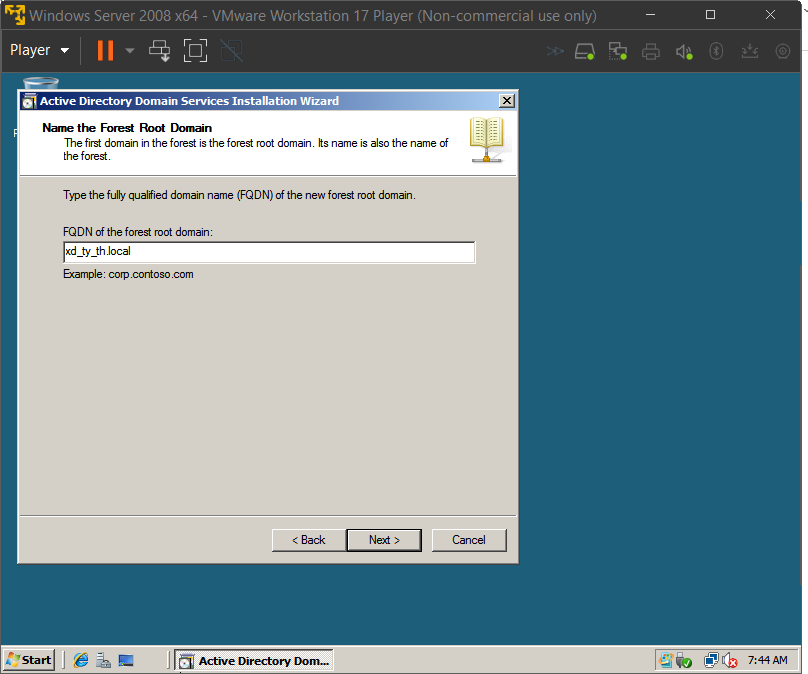 Windows Server 2008 x64 - VMware Workstation 17 Player (Non-commercial use only)
Player
Active Directory Domain Services Installation Wizard
Name the Forest Root Domain
The first domain in the forest is the forest root domain. Its name is also the name of
the forest.
Type the fully qualified domain name (FQDN) of the new forest root domain.
FQDN of the forest root domain:
xd_ty_th.local
Example: corp.contoso.com
< Back
Next >
Cancel
Start
Active Directory Dom...
7:44 AM